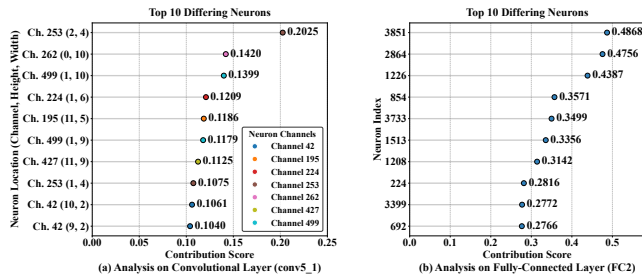 Top 10 Differing Neurons
Neuron Location (Channel, Height, Width)
Ch. 253 (2, 4)
Ch. 262 (0, 10)
Ch. 499 (1, 10)
Ch. 224 (1, 6)
Ch. 195 (11, 5)
Ch. 499 (1, 9)
Ch. 427 (11, 9)
Ch. 253 (1, 4)
Ch. 42 (10, 2)
Ch. 42 (9, 2)
0.2025
0.1420
0.1399
0.1209
0.1186
0.1179
0.1125
0.1075
0.1061
0.1040
Neuron Channels
Channel 42
Channel 195
Channel 224
Channel 253
Channel 262
Channel 427
Channel 499
0.00 0.05 0.10 0.15 0.20 0.25
Contribution Score
(a) Analysis on Convolutional Layer (conv5_1)
Top 10 Differing Neurons
Neuron Index
3851
2864
1226
854
3733
1513
1208
224
3399
692
0.4868
0.4756
0.4387
0.3571
0.3499
0.3356
0.3142
0.2816
0.2772
0.2766
0.0 0.1 0.2 0.3 0.4 0.5
Contribution Score
(b) Analysis on Fully-Connected Layer (FC2)